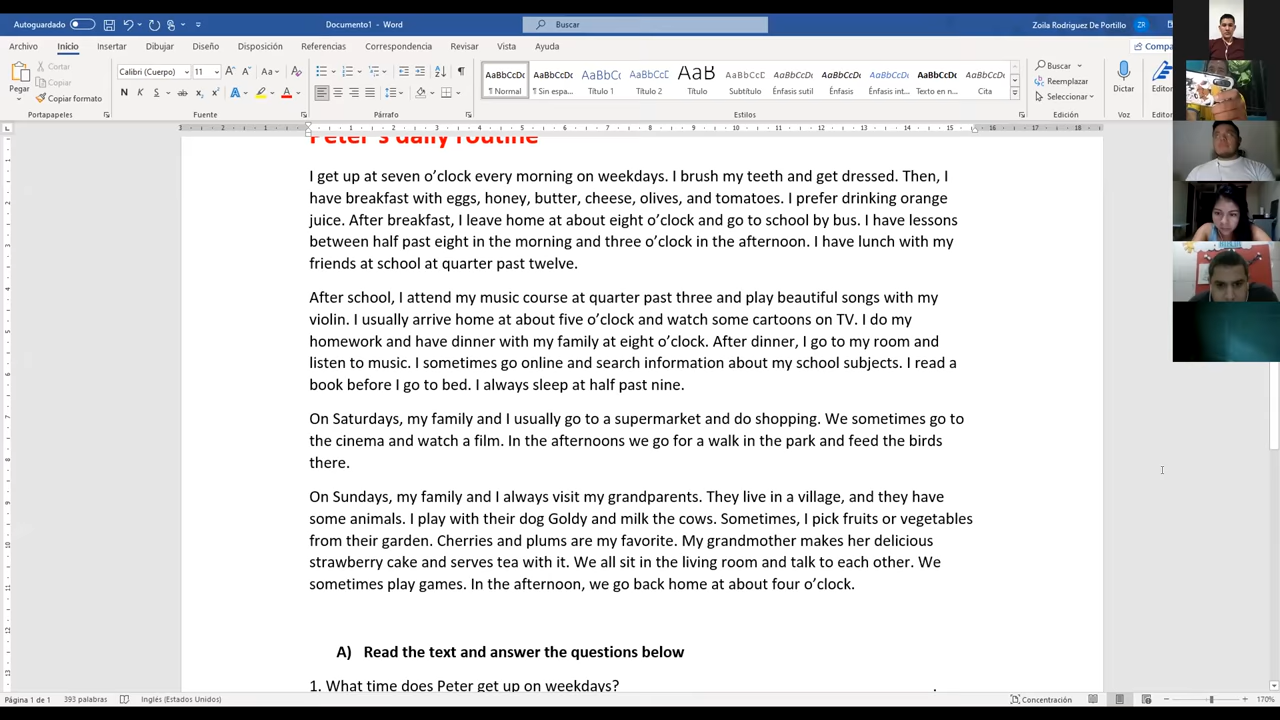 Autoguardado
Documento1 - Word
Buscar
Zoila Rodriguez De Portillo
ZR
Archivo Inicio Insertar Dibujar Diseño Disposición Referencias Correspondencia Revisar Vista Ayuda
Compa
Pegar
Cortar
Copiar
Copiar formato
Portapapeles
Calibri (Cuerpo) 11
Fuente
Párrafo
AaBbCcDc AaBbCcDc AaBbCc AaBbCcD AaB AaBbCcD AaBbCcDc AaBbCcDc AaBbCcDc AaBbCcDc AaBbCcDc
¶ Normal ¶ Sin espa... Título 1 Título 2 Título Subtítulo Énfasis sutil Énfasis Énfasis int... Texto en n... Cita
Estilos
Buscar
Reemplazar
Seleccionar
Edición
Dictar
Voz
Editor
Peter's daily routine
I get up at seven o'clock every morning on weekdays. I brush my teeth and get dressed. Then, I
have breakfast with eggs, honey, butter, cheese, olives, and tomatoes. I prefer drinking orange
juice. After breakfast, I leave home at about eight o'clock and go to school by bus. I have lessons
between half past eight in the morning and three o'clock in the afternoon. I have lunch with my
friends at school at quarter past twelve.
After school, I attend my music course at quarter past three and play beautiful songs with my
violin. I usually arrive home at about five o'clock and watch some cartoons on TV. I do my
homework and have dinner with my family at eight o'clock. After dinner, I go to my room and
listen to music. I sometimes go online and search information about my school subjects. I read a
book before I go to bed. I always sleep at half past nine.
On Saturdays, my family and I usually go to a supermarket and do shopping. We sometimes go to
the cinema and watch a film. In the afternoons we go for a walk in the park and feed the birds
there.
On Sundays, my family and I always visit my grandparents. They live in a village, and they have
some animals. I play with their dog Goldy and milk the cows. Sometimes, I pick fruits or vegetables
from their garden. Cherries and plums are my favorite. My grandmother makes her delicious
strawberry cake and serves tea with it. We all sit in the living room and talk to each other. We
sometimes play games. In the afternoon, we go back home at about four o'clock.
A) Read the text and answer the questions below
1. What time does Peter get up on weekdays? .
Página 1 de 1 393 palabras Inglés (Estados Unidos)
Concentración
170%